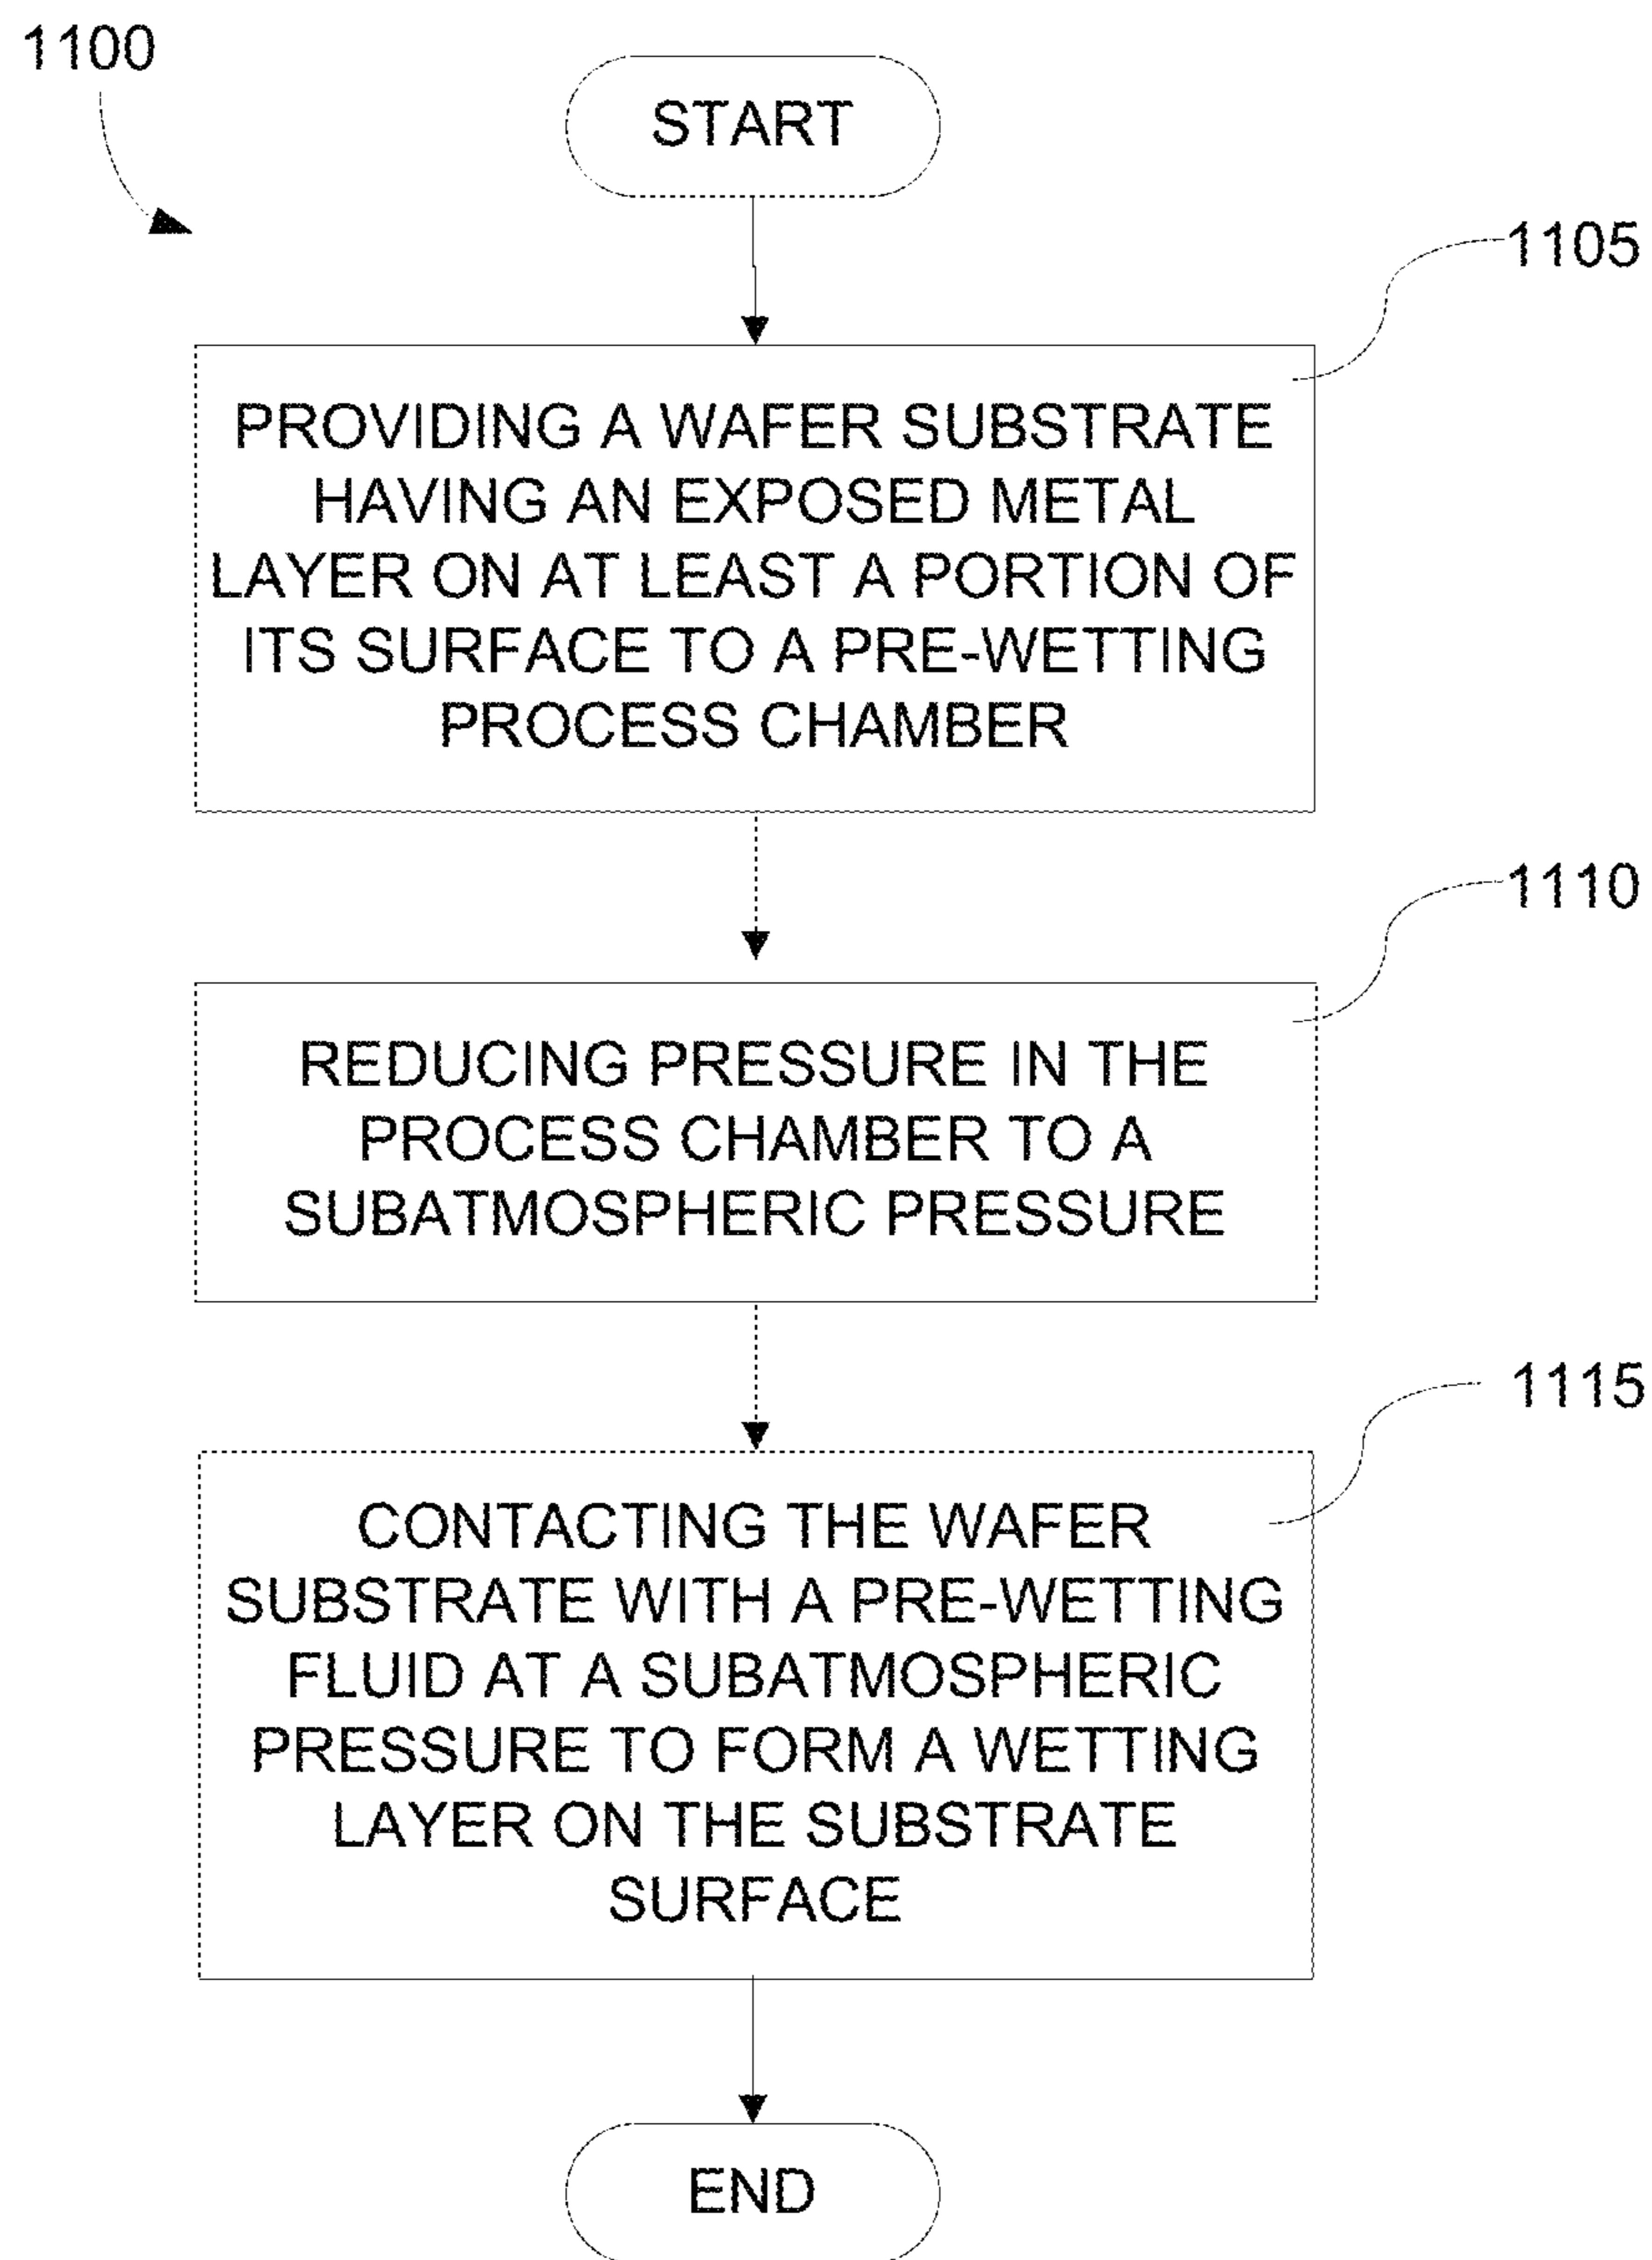 1100
START
1105
PROVIDING A WAFER SUBSTRATE
HAVING AN EXPOSED METAL
LAYER ON AT LEAST A PORTION OF
ITS SURFACE TO A PRE-WETTING
PROCESS CHAMBER
1110
REDUCING PRESSURE IN THE
PROCESS CHAMBER TO A
SUBATMOSPHERIC PRESSURE
1115
CONTACTING THE WAFER
SUBSTRATE WITH A PRE-WETTING
FLUID AT A SUBATMOSPHERIC
PRESSURE TO FORM A WETTING
LAYER ON THE SUBSTRATE
SURFACE
END